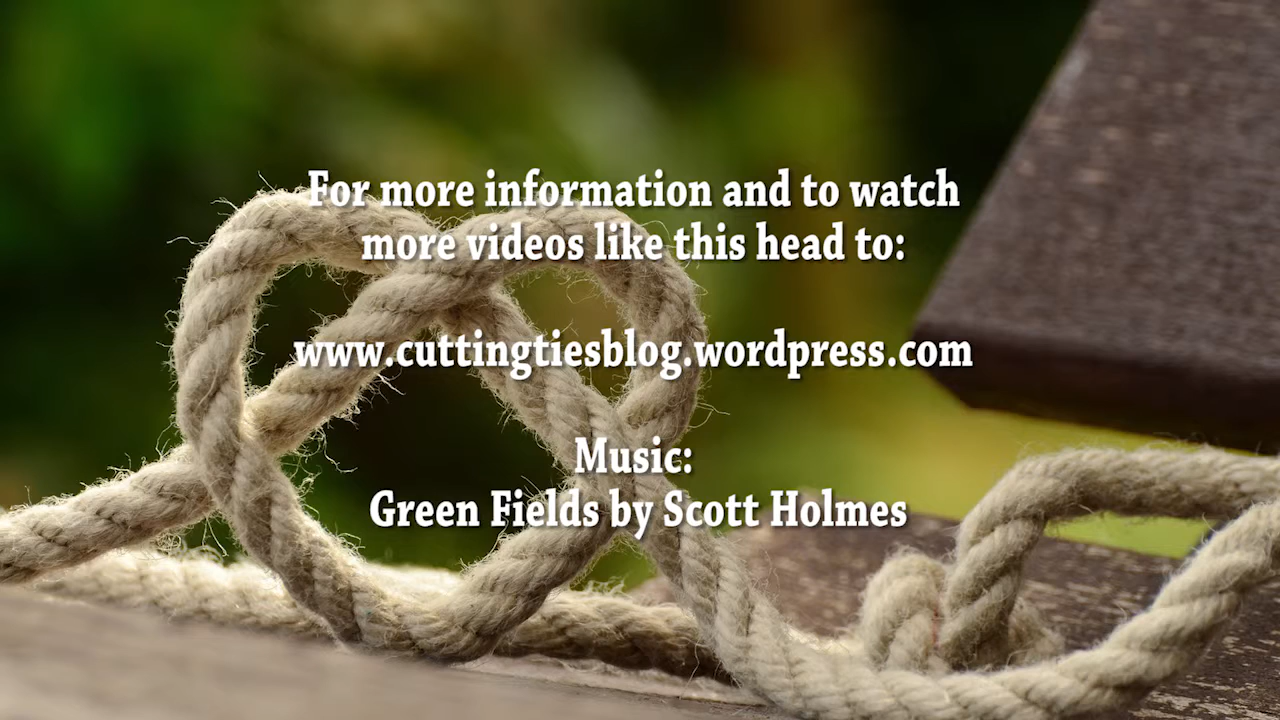 For more information and to watch
more videos like this head to:
www.cuttingtiesblog.wordpress.com
Music:
Green Fields by Scott Holmes